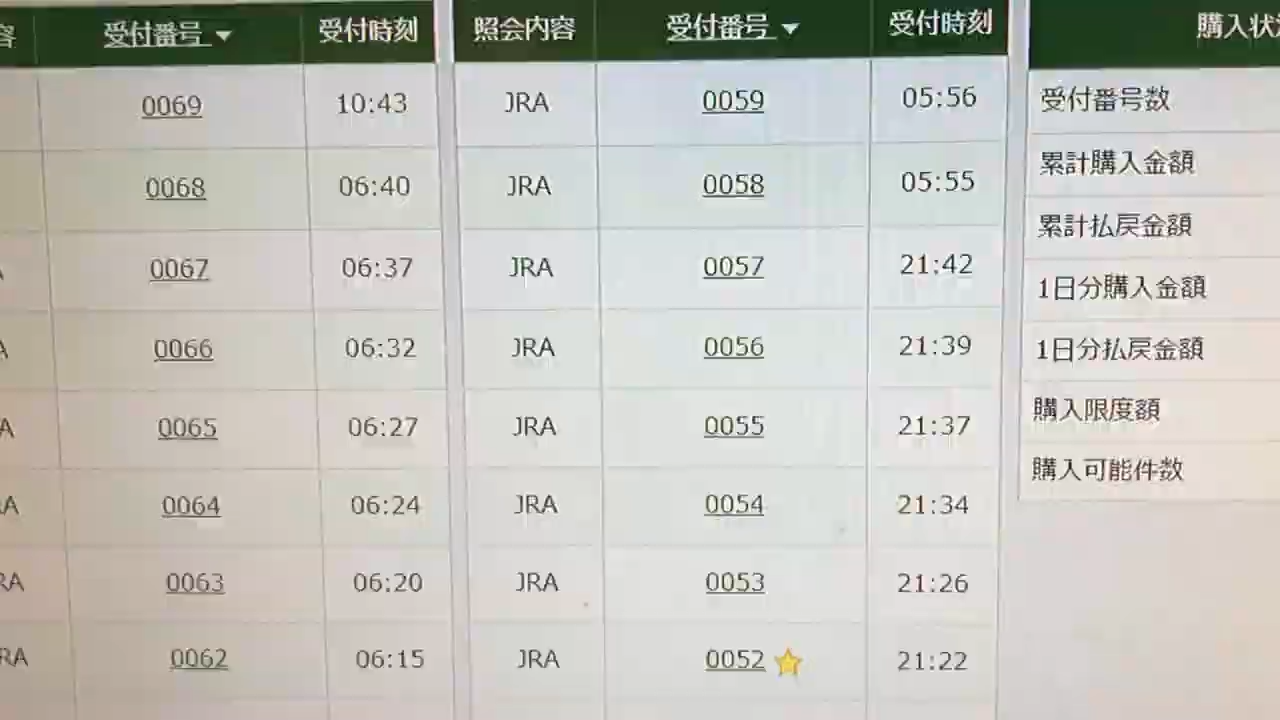 容 受付番号 受付時刻 照会内容 受付番号 受付時刻 購入状
0069 10:43 JRA 0059 05:56 受付番号数
0068 06:40 JRA 0058 05:55 累計購入金額
A 0067 06:37 JRA 0057 21:42 累計払戻金額
A 0066 06:32 JRA 0056 21:39 1日分購入金額
A 0065 06:27 JRA 0055 21:37 1日分払戻金額
RA 0064 06:24 JRA 0054 21:34 購入限度額
RA 0063 06:20 JRA 0053 21:26 購入可能件数
RA 0062 06:15 JRA 0052 21:22